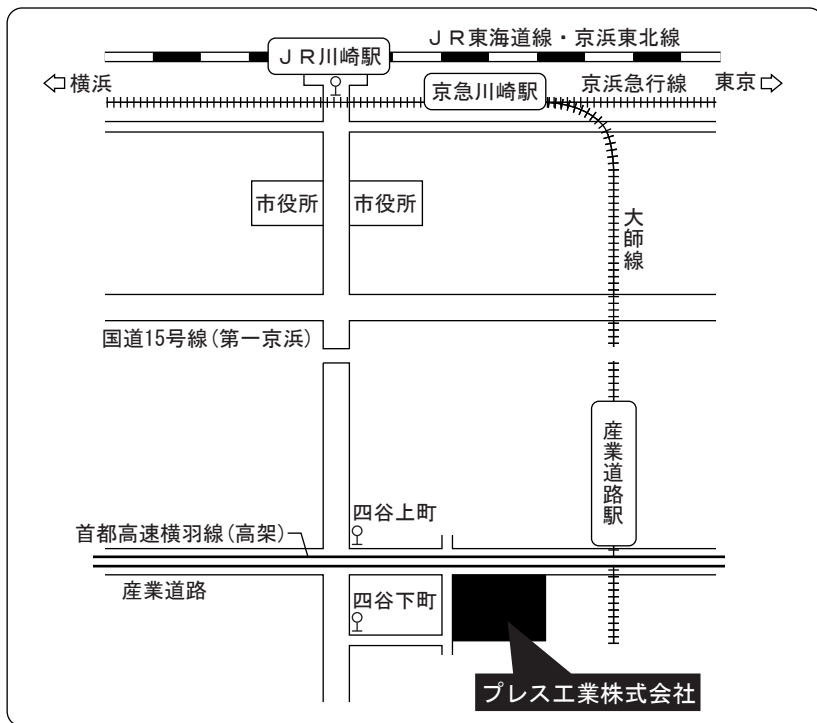 ＪＲ東海道線・京浜東北線
ＪＲ川崎駅
横浜
京急川崎駅
京浜急行線
東京
市役所
市役所
大師線
国道15号線(第一京浜)
産業道路駅
四谷上町
首都高速横羽線(高架)
産業道路
四谷下町
プレス工業株式会社